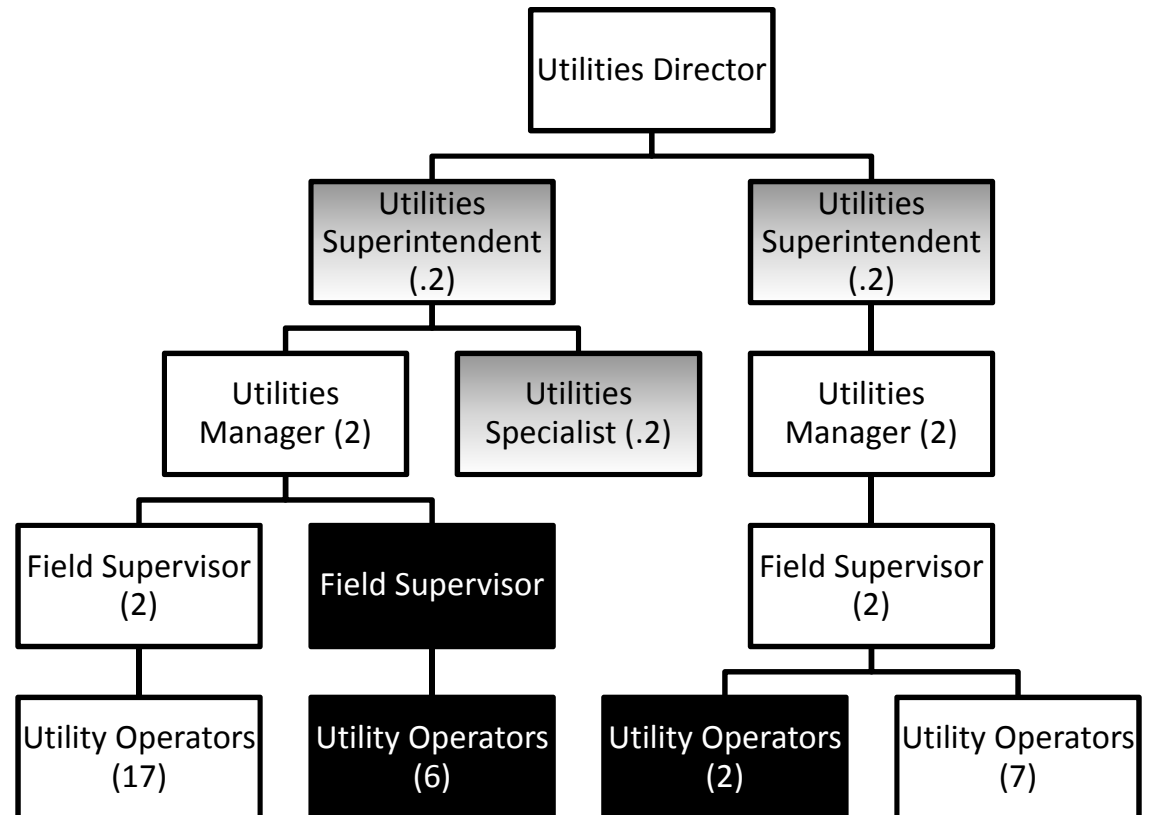 Utilities Director
Utilities
Superintendent
(.2)
Utilities
Superintendent
(.2)
Utilities
Manager (2)
Utilities
Specialist (.2)
Utilities
Manager (2)
Field Supervisor
(2)
Field Supervisor
Field Supervisor
(2)
Utility Operators
(17)
Utility Operators
(6)
Utility Operators
(2)
Utility Operators
(7)